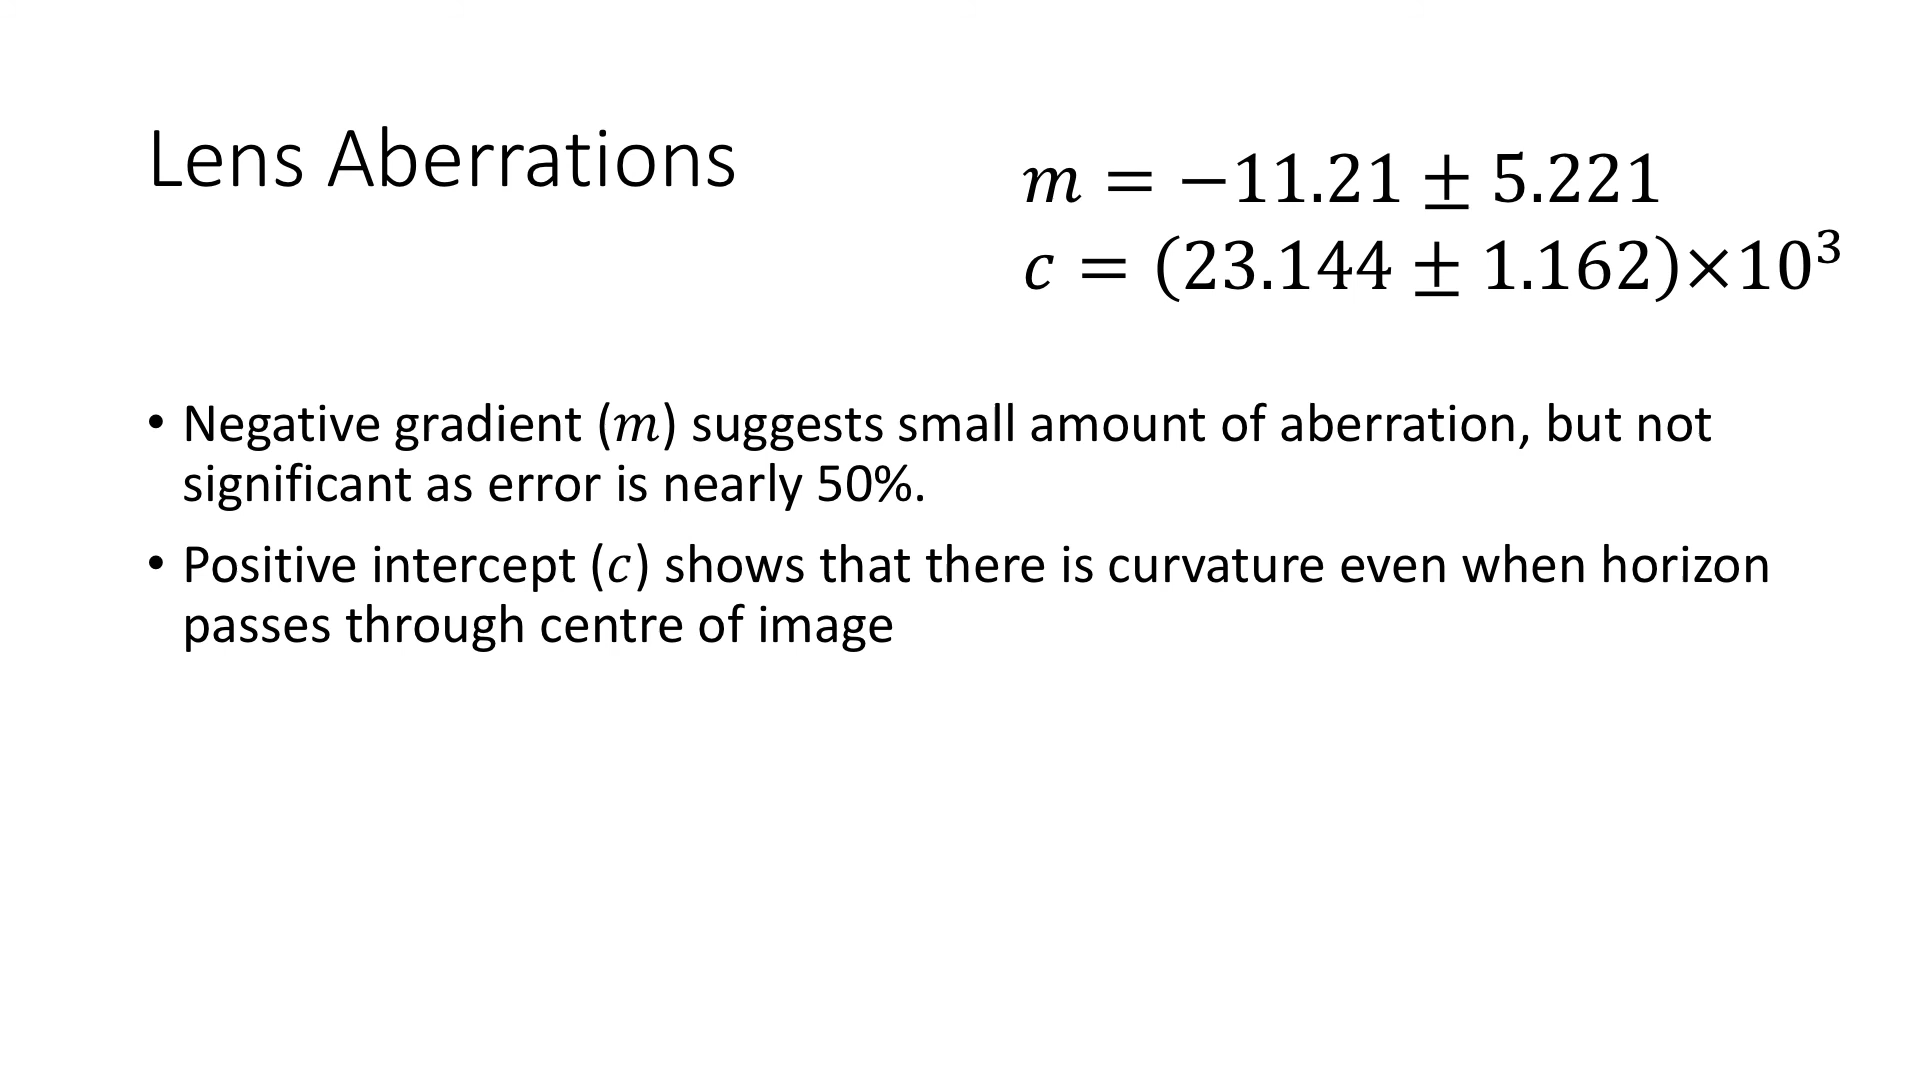 Lens Aberrations
m = −11.21 ± 5.221
c = (23.144 ± 1.162)×10³
• Negative gradient (m) suggests small amount of aberration, but not
significant as error is nearly 50%.
• Positive intercept (c) shows that there is curvature even when horizon
passes through centre of image